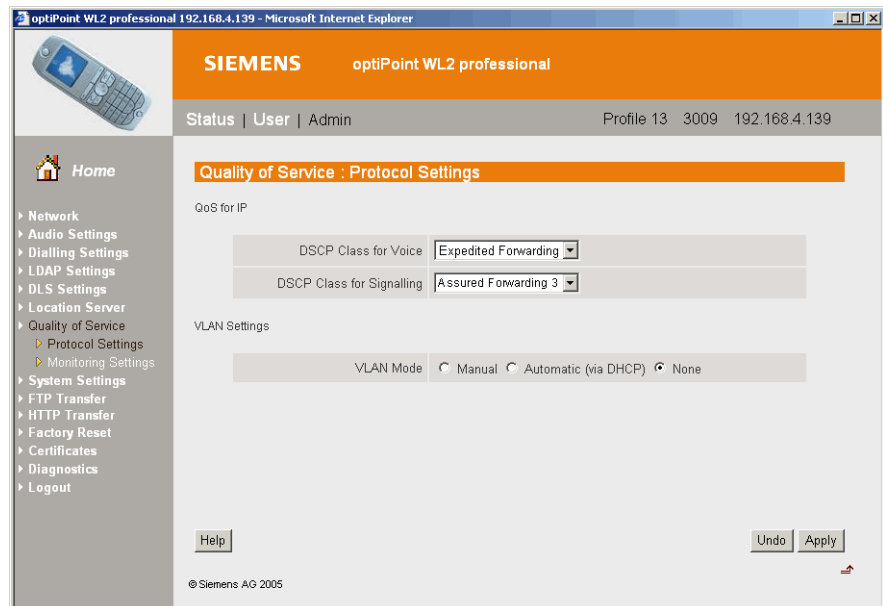 optiPoint WL2 professional 192.168.4.139 - Microsoft Internet Explorer
SIEMENS optiPoint WL2 professional
Status | User | Admin Profile 13 3009 192.168.4.139
Home
Network
Audio Settings
Dialling Settings
LDAP Settings
DLS Settings
Location Server
Quality of Service
Protocol Settings
Monitoring Settings
System Settings
FTP Transfer
HTTP Transfer
Factory Reset
Certificates
Diagnostics
Logout
Quality of Service : Protocol Settings
QoS for IP
DSCP Class for Voice Expedited Forwarding
DSCP Class for Signalling Assured Forwarding 3
VLAN Settings
VLAN Mode Manual Automatic (via DHCP) None
Help Undo Apply
© Siemens AG 2005